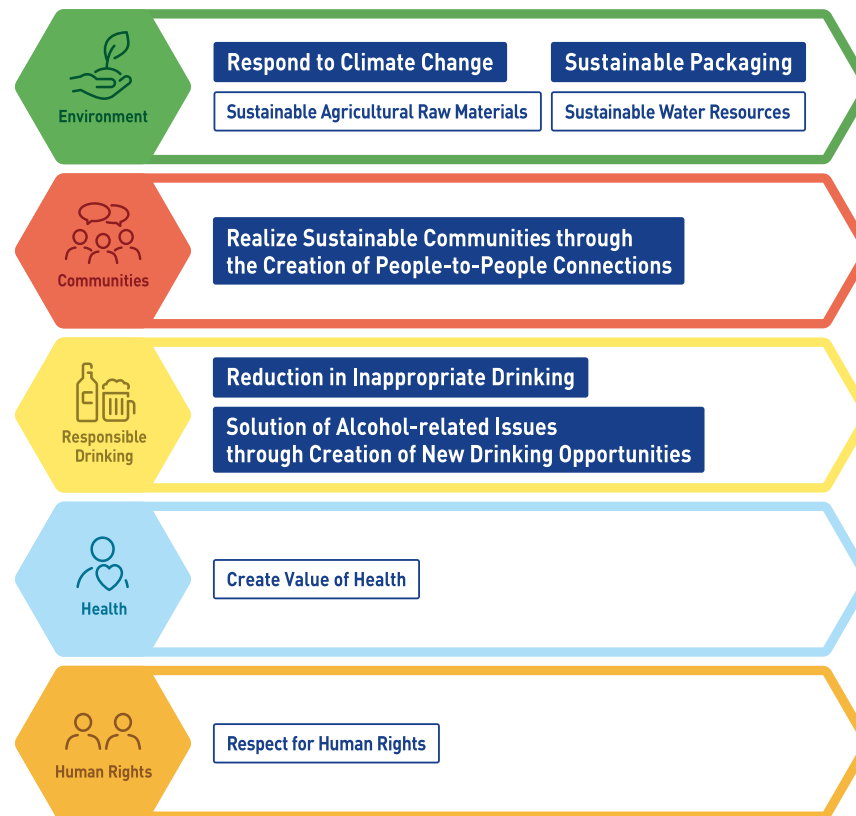 Environment
Respond to Climate Change
Sustainable Packaging
Sustainable Agricultural Raw Materials
Sustainable Water Resources
Communities
Realize Sustainable Communities through
the Creation of People-to-People Connections
Responsible
Drinking
Reduction in Inappropriate Drinking
Solution of Alcohol-related Issues
through Creation of New Drinking Opportunities
Health
Create Value of Health
Human Rights
Respect for Human Rights